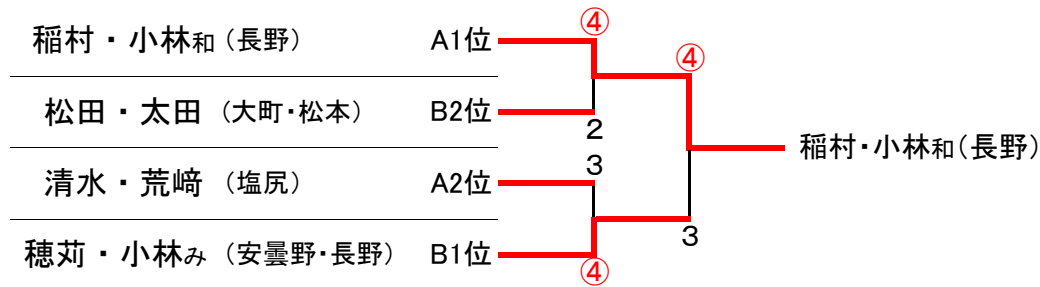 稲村・小林和（長野） A1位 ④
④
松田・太田（大町・松本） B2位 2
稲村・小林和（長野）
清水・荒﨑（塩尻） A2位 3
3
穂苅・小林み（安曇野・長野） B1位 ④